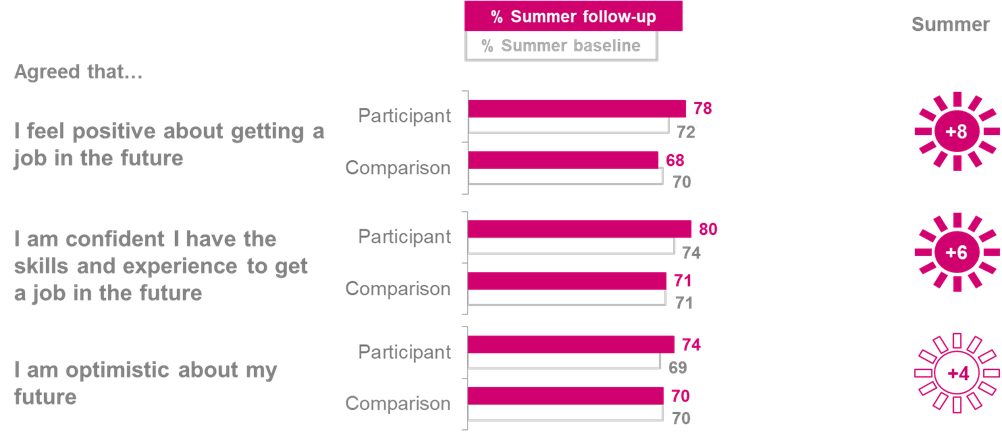 % Summer follow-up
% Summer baseline
Summer
Agreed that…
I feel positive about getting a
job in the future
Participant
78
72
Comparison
68
70
+8
I am confident I have the
skills and experience to get
a job in the future
Participant
80
74
Comparison
71
71
+6
I am optimistic about my
future
Participant
74
69
Comparison
70
70
+4